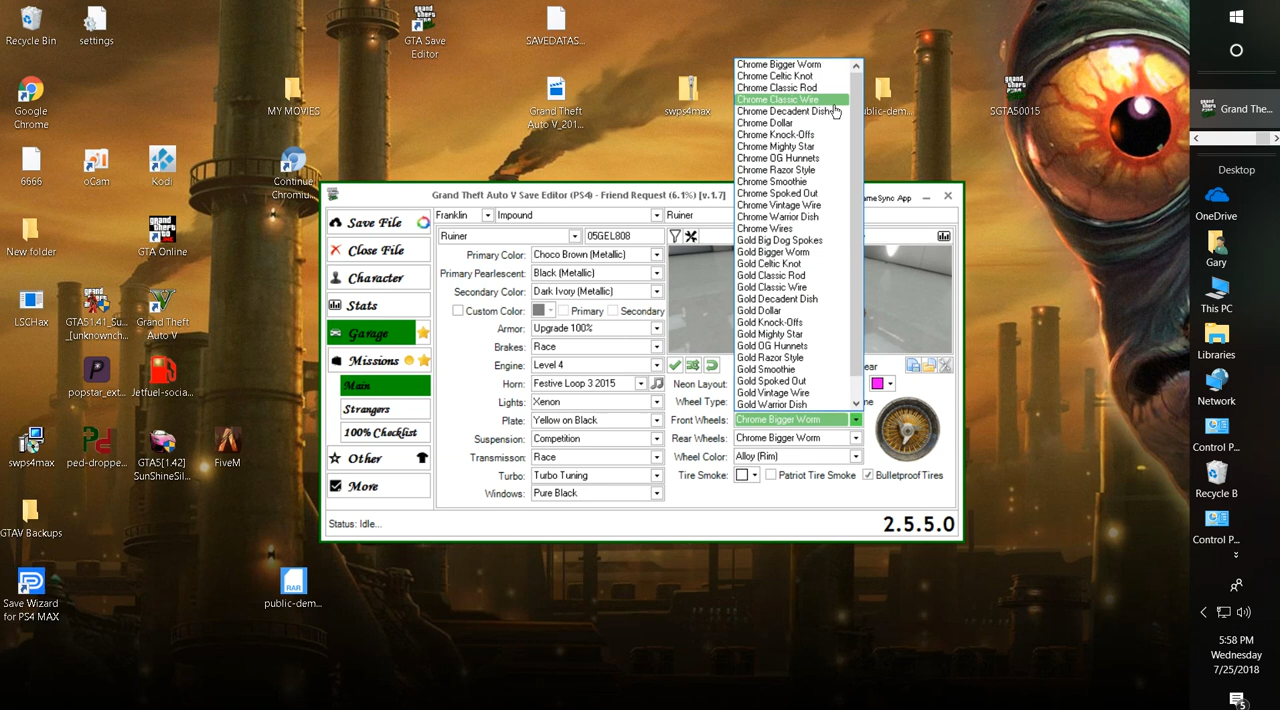 Recycle Bin
settings
GTA Save
Editor
SAVEDATAS...
Google
Chrome
MY MOVIES
Grand Theft
Auto V_201...
swps4max
ublic-dem...
SGTA50015
6666
oCam
Kodi
Continue
Chromiu...
New folder
GTA Online
LSCHax
GTA51.41_Su...
_[unknownch...
Grand Theft
Auto V
popstar_ext...
Jetfuel-socia...
swps4max
ped-droppe...
GTA5[1.42]
SunShineSil...
FiveM
GTAV Backups
Save Wizard
for PS4 MAX
public-dem...
Grand Theft Auto V Save Editor (PS4) - Friend Request (6.1%) [v.1.7]
ameSync App
Save File
Close File
Character
Stats
Garage
Missions
Main
Strangers
100% Checklist
Other
More
Franklin
Impound
Ruiner
Ruiner
05GEL808
Primary Color: Choco Brown (Metallic)
Primary Pearlescent: Black (Metallic)
Secondary Color: Dark Ivory (Metallic)
Custom Color: Primary Secondary
Armor: Upgrade 100%
Brakes: Race
Engine: Level 4
Horn: Festive Loop 3 2015
Lights: Xenon
Plate: Yellow on Black
Suspension: Competition
Transmisson: Race
Turbo: Turbo Tuning
Windows: Pure Black
Chrome Bigger Worm
Chrome Celtic Knot
Chrome Classic Rod
Chrome Classic Wire
Chrome Decadent Dish
Chrome Dollar
Chrome Knock-Offs
Chrome Mighty Star
Chrome OG Hunnets
Chrome Razor Style
Chrome Smoothie
Chrome Spoked Out
Chrome Vintage Wire
Chrome Warrior Dish
Chrome Wires
Gold Big Dog Spokes
Gold Bigger Worm
Gold Celtic Knot
Gold Classic Rod
Gold Classic Wire
Gold Decadent Dish
Gold Dollar
Gold Knock-Offs
Gold Mighty Star
Gold OG Hunnets
Gold Razor Style
Gold Smoothie
Gold Spoked Out
Gold Vintage Wire
Gold Warrior Dish
ear
Neon Layout:
Wheel Type:
me
Front Wheels: Chrome Bigger Worm
Rear Wheels: Chrome Bigger Worm
Wheel Color: Alloy (Rim)
Tire Smoke: Patriot Tire Smoke Bulletproof Tires
Status: Idle...
2.5.5.0
Grand The...
Desktop
OneDrive
Gary
This PC
Libraries
Network
Control P...
Recycle B
Control P...
5:58 PM
Wednesday
7/25/2018
5